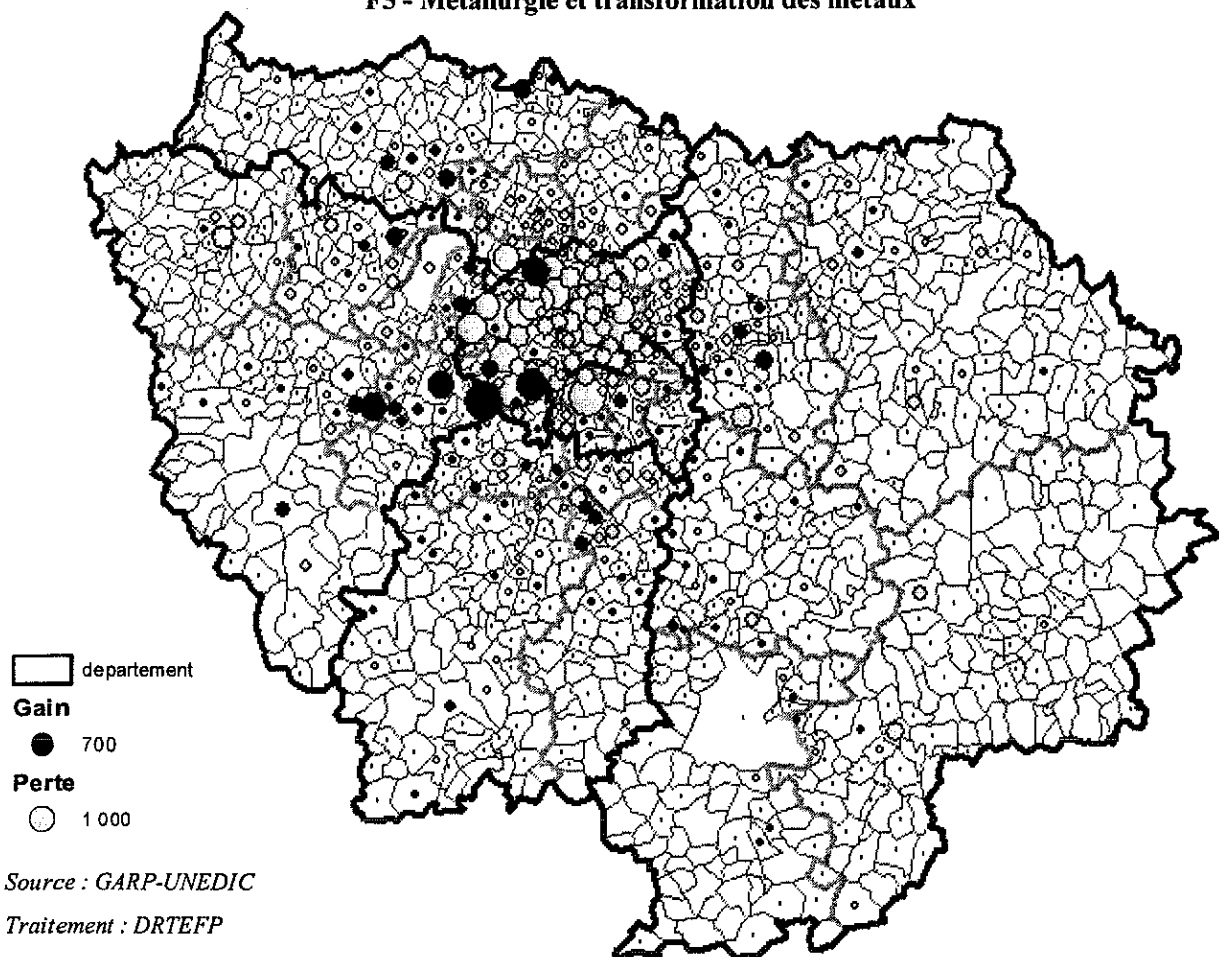 F5 - Métallurgie et transformation des métaux
departement
Gain
700
Perte
1 000
Source : GARP-UNEDIC
Traitement : DRTEFP